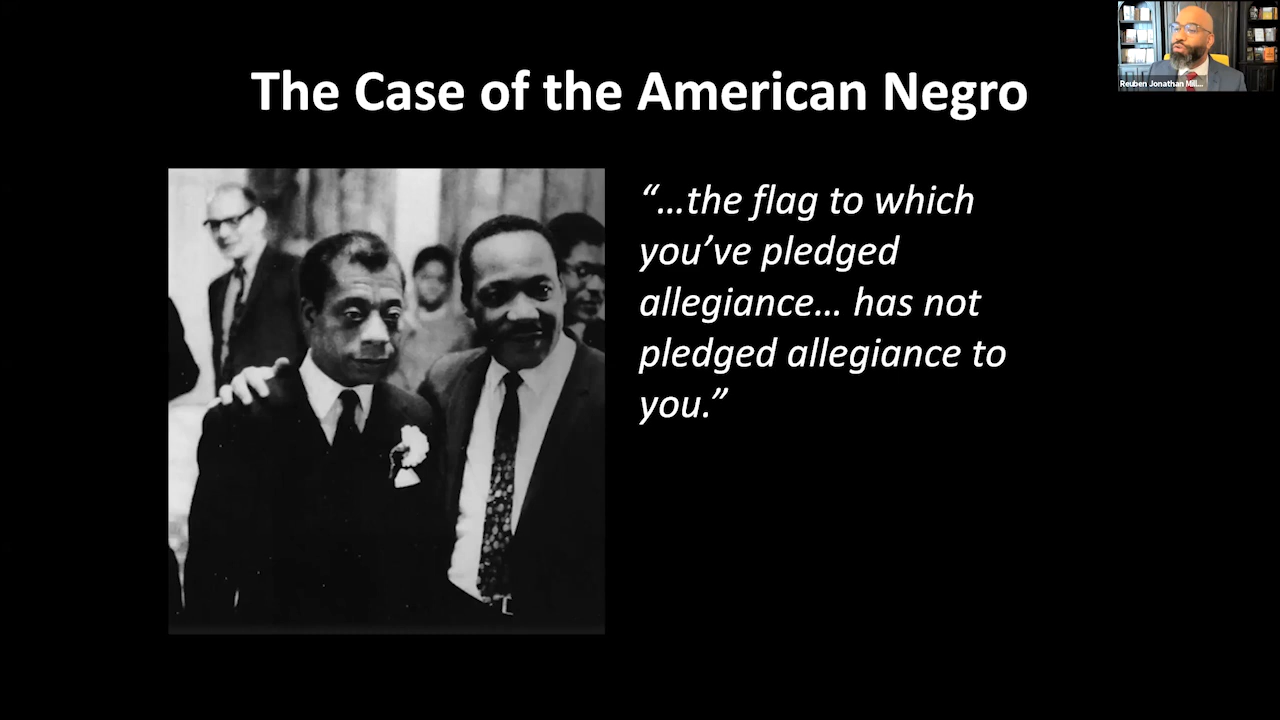 The Case of the American Negro
Reuben Jonathan Mil...
“...the flag to which
you’ve pledged
allegiance... has not
pledged allegiance to
you.”